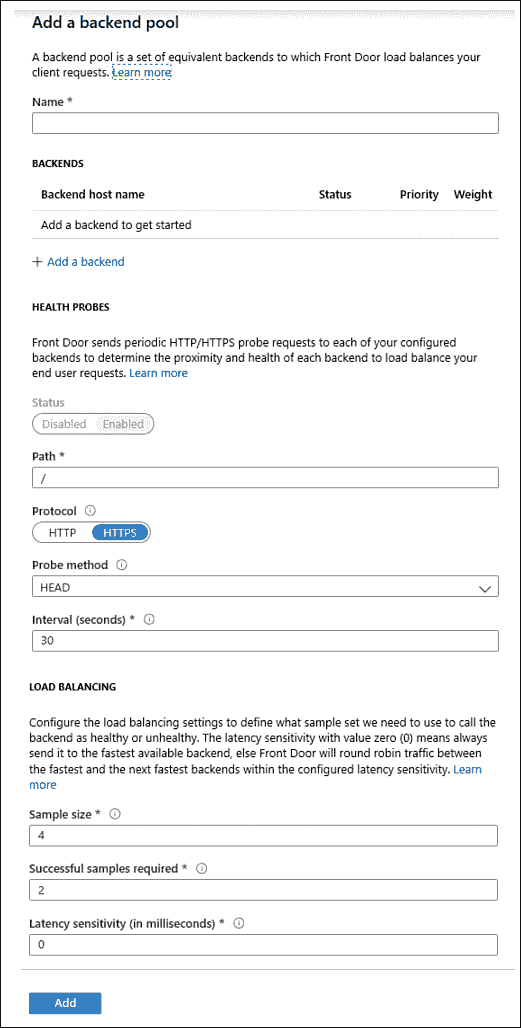 Add a backend pool
A backend pool is a set of equivalent backends to which Front Door load balances your
client requests. Learn more
Name *
BACKENDS
Backend host name Status Priority Weight
Add a backend to get started
+ Add a backend
HEALTH PROBES
Front Door sends periodic HTTP/HTTPS probe requests to each of your configured
backends to determine the proximity and health of each backend to load balance your
end user requests. Learn more
Status
Disabled Enabled
Path *
/
Protocol
HTTP HTTPS
Probe method
HEAD
Interval (seconds) *
30
LOAD BALANCING
Configure the load balancing settings to define what sample set we need to use to call the
backend as healthy or unhealthy. The latency sensitivity with value zero (0) means always
send it to the fastest available backend, else Front Door will round robin traffic between
the fastest and the next fastest backends within the configured latency sensitivity. Learn
more
Sample size *
4
Successful samples required *
2
Latency sensitivity (in milliseconds) *
0
Add